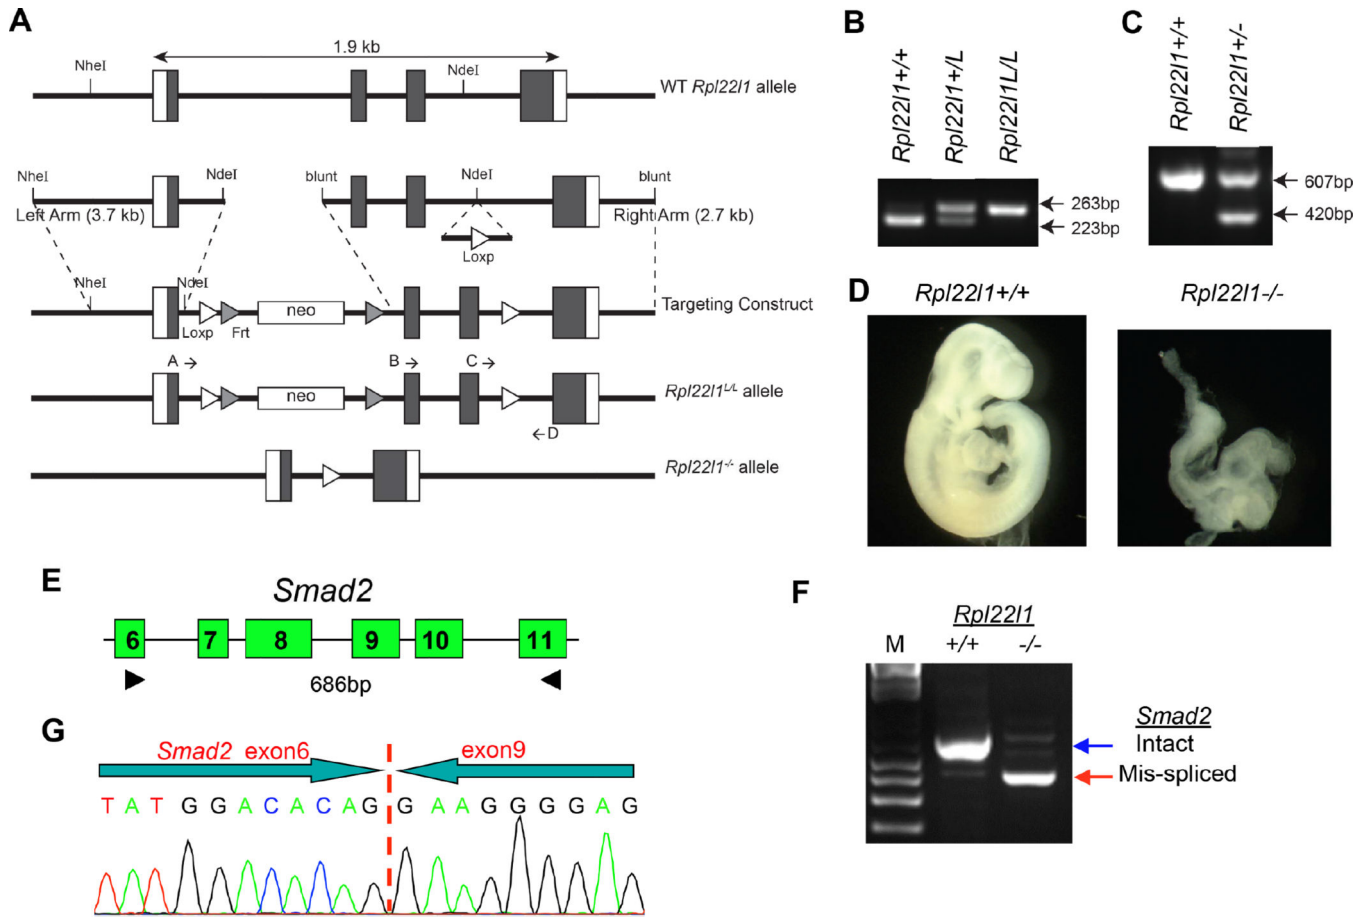 A
1.9 kb
NheI
NdeI
WT Rpl22l1 allele
NheI
NdeI
blunt
NdeI
blunt
Left Arm (3.7 kb)
Right Arm (2.7 kb)
Loxp
NheI
NdeI
neo
Targeting Construct
Loxp
Frt
A
B
C
neo
Rpl22l1L/L allele
D
Rpl22l1-/- allele
B
Rpl22l1+/+
Rpl22l1+/L
Rpl22l1L/L
263bp
223bp
C
Rpl22l1+/+
Rpl22l1+/-
607bp
420bp
D
Rpl22l1+/+
Rpl22l1-/-
E
Smad2
6 7 8 9 10 11
686bp
F
Rpl22l1
M +/+ -/-
Smad2
Intact
Mis-spliced
G
Smad2 exon6
exon9
T A T G G A C A C A G G A A G G G G A G